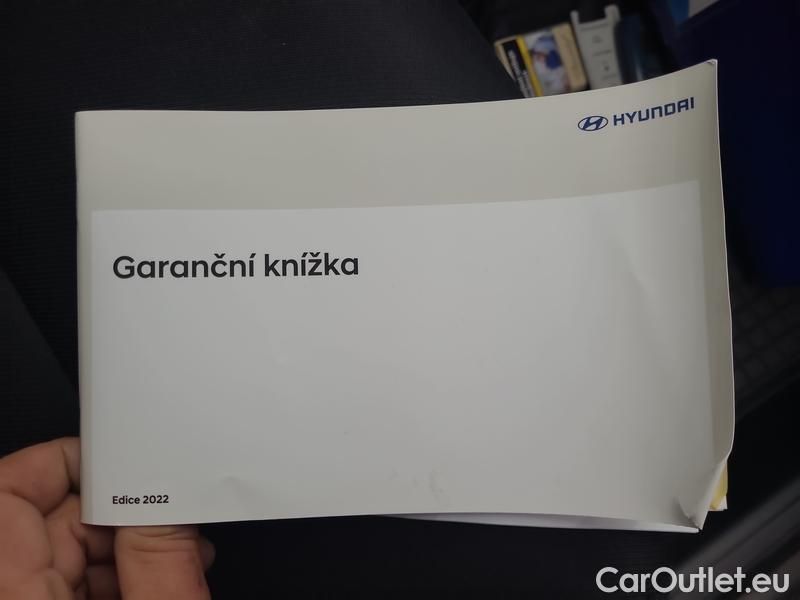 HYUNDAI
Garanční knížka
Edice 2022
CarOutlet.eu